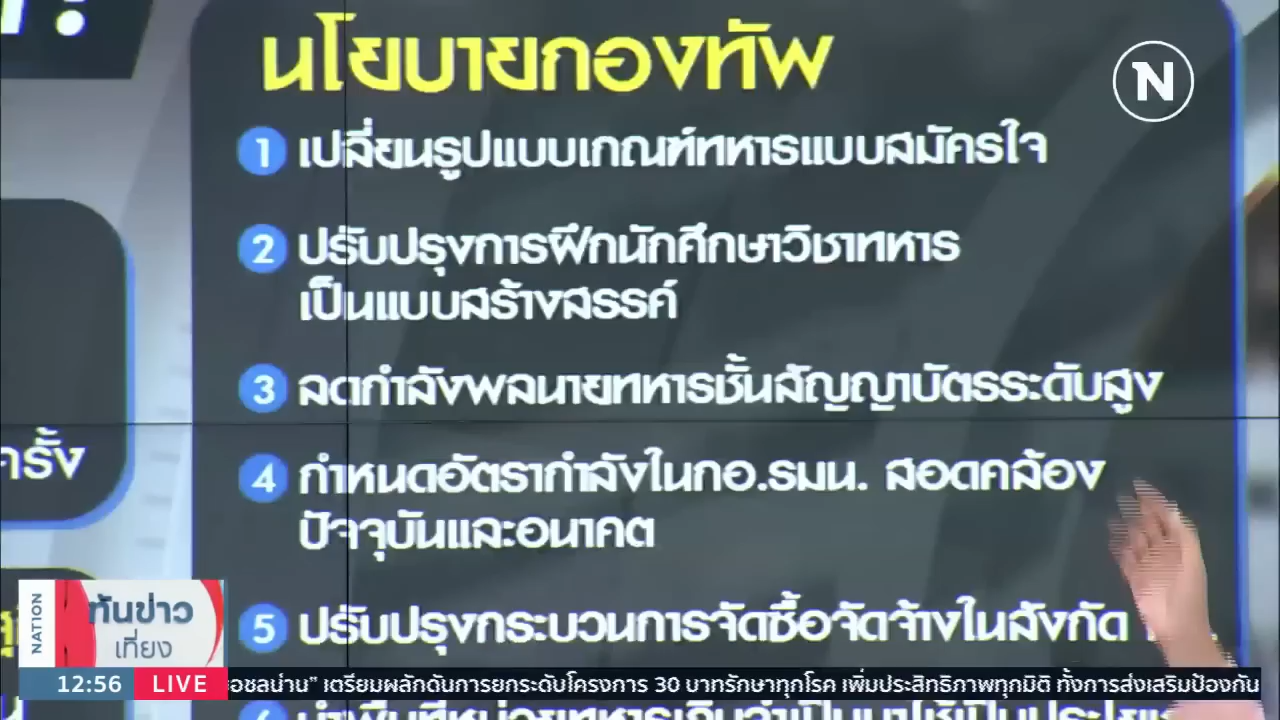 นโยบายกองทัพ
N
1 เปลี่ยนรูปแบบเกณฑ์ทหารแบบสมัครใจ
2 ปรับปรุงการฝึกนักศึกษาวิชาทหาร
เป็นแบบสร้างสรรค์
3 ลดกำลังพลนายทหารชั้นสัญญาบัตรระดับสูง
ครั้ง
4 กำหนดอัตรากำลังในกอ.รมน. สอดคล้อง
ปัจจุบันและอนาคต
5 ปรับปรุงกระบวนการจัดซื้อจัดจ้างในสังกัด
NATION
ทันข่าว
เที่ยง
12:56 LIVE
เตรียมผลักดันการยกระดับโครงการ 30 บาทรักษาทุกโรค เพิ่มประสิทธิภาพทุกมิติ ทั้งการส่งเสริมป้องกัน